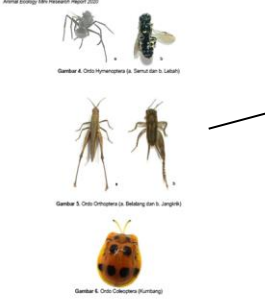 Animal Ecology Mini Research Report 2020
a
b
Gambar 4. Ordo Hymenoptera (a. Semut dan b. Lebah)
a
b
Gambar 5. Ordo Orthoptera (a. Belalang dan b. Jangkrik)
Gambar 6. Ordo Coleoptera (Kumbang)